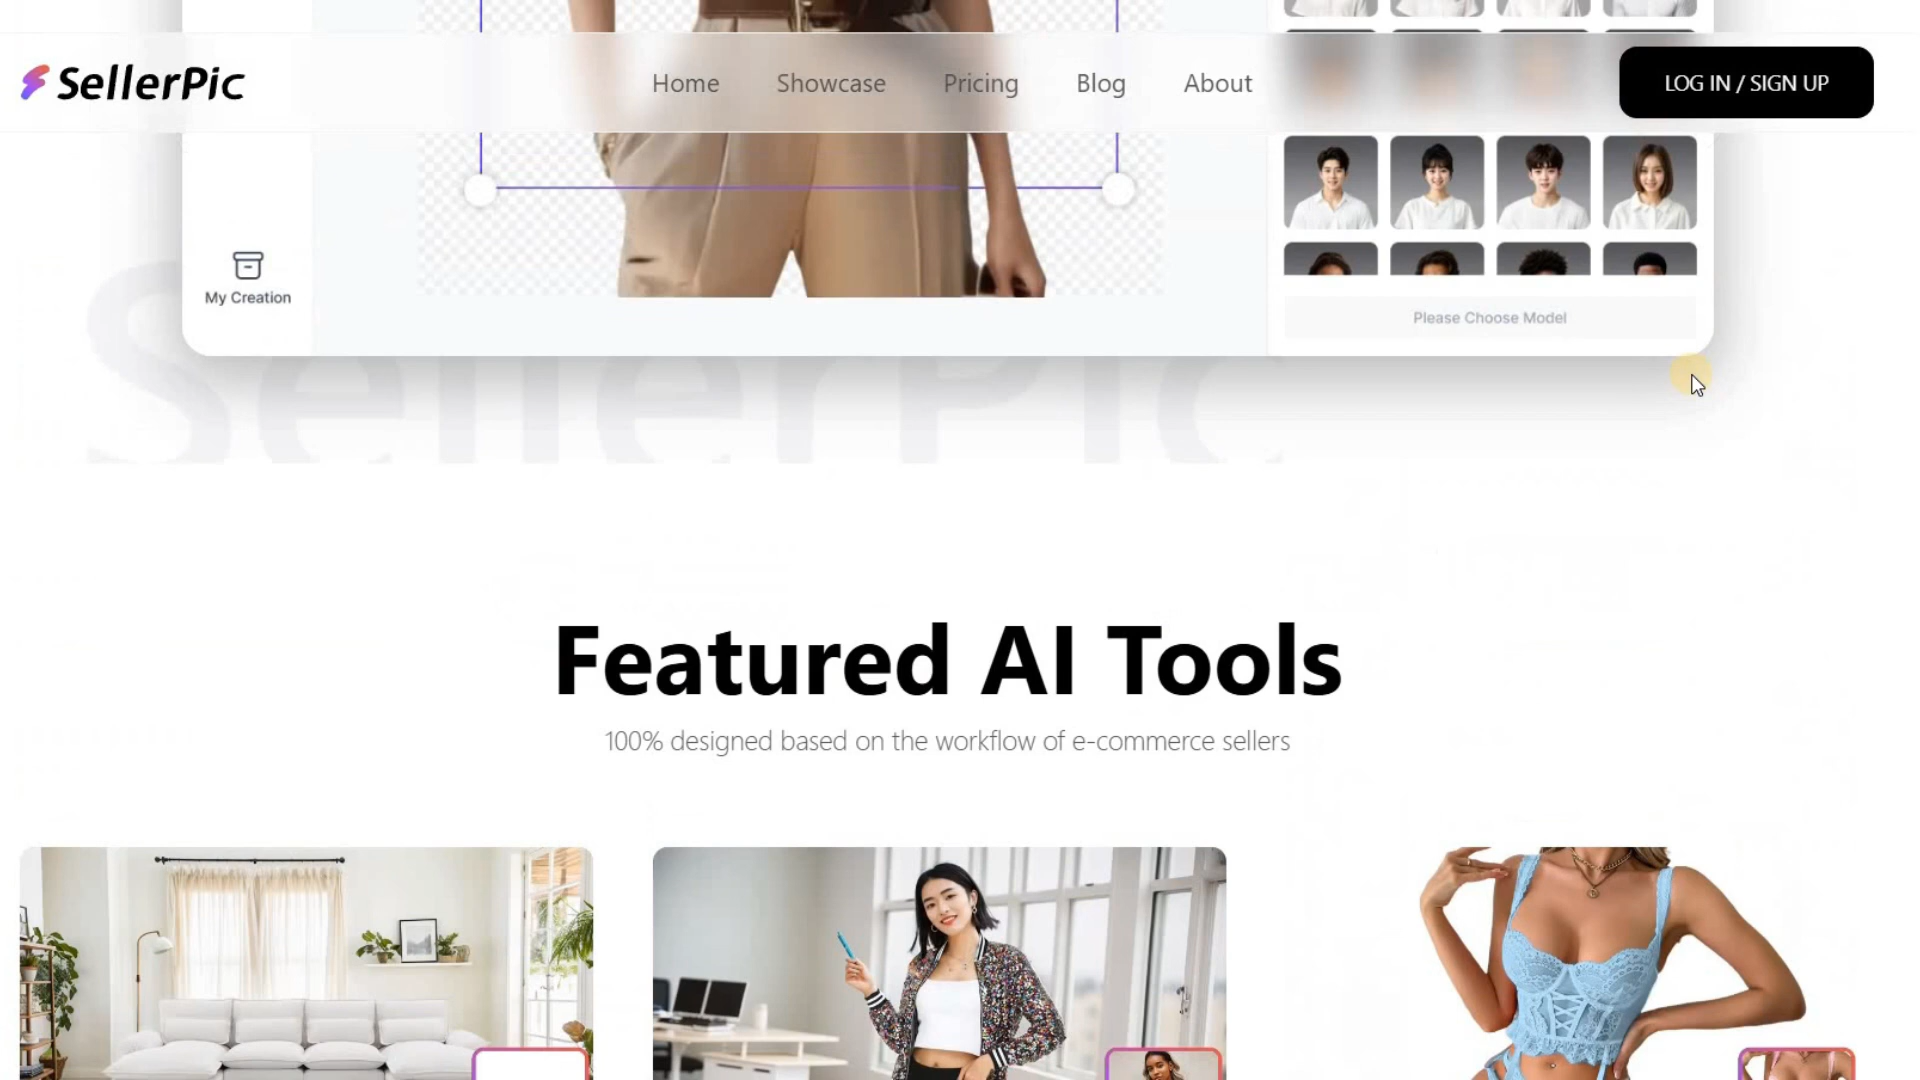 SellerPic
Home
Showcase
Pricing
Blog
About
LOG IN / SIGN UP
My Creation
Please Choose Model
SellerPic
Featured AI Tools
100% designed based on the workflow of e-commerce sellers